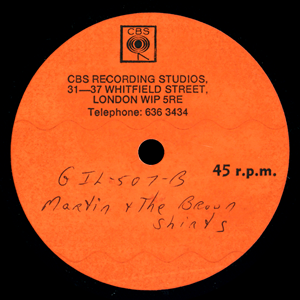 CBS
CBS RECORDING STUDIOS,
31—37 WHITFIELD STREET,
LONDON WIP 5RE
Telephone: 636 3434
45 r.p.m.
GIL-507-B
Martin & The Brown
Shirts